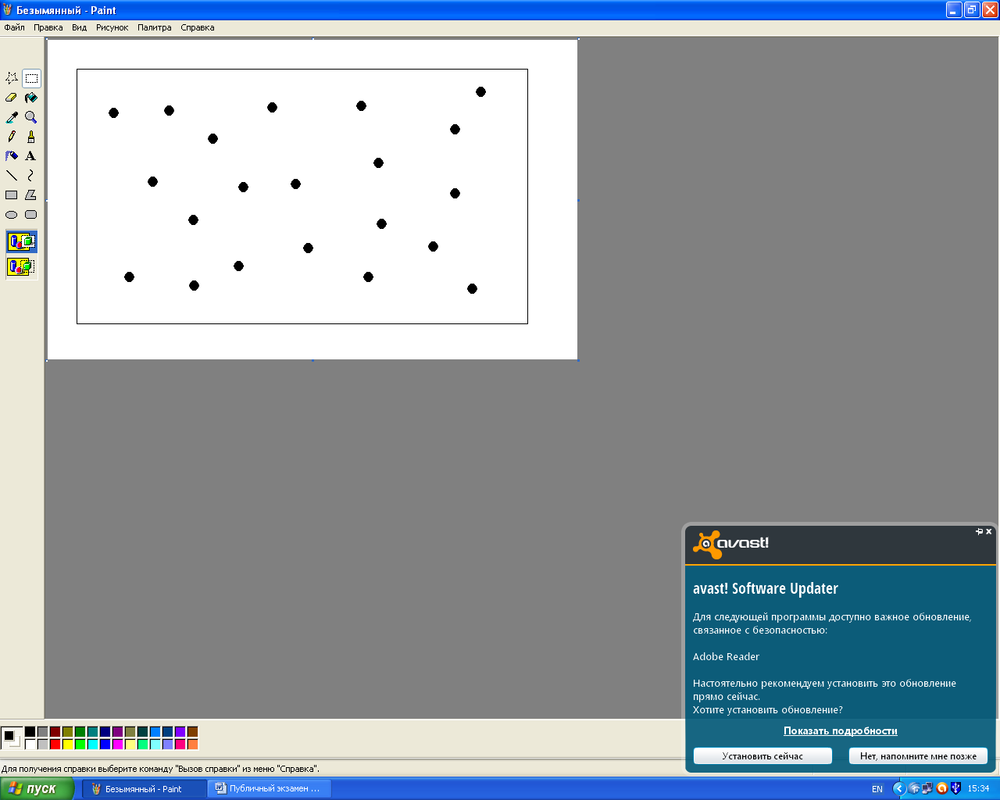 Безымянный - Paint
Файл Правка Вид Рисунок Палитра Справка
A
avast!
avast! Software Updater
Для следующей программы доступно важное обновление,
связанное с безопасностью:
Adobe Reader
Настоятельно рекомендуем установить это обновление
прямо сейчас.
Хотите установить обновление?
Показать подробности
Установить сейчас Нет, напомните мне позже
Для получения справки выберите команду "Вызов справки" из меню "Справка".
пуск Безымянный - Paint Публичный экзамен ... EN 15:34